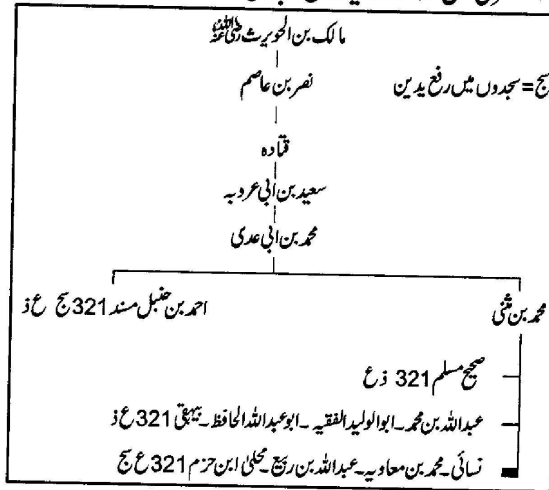 مالک بن الحویرث رضی اللہ عنہ
نصر بن عاصم
سج = سجدوں میں رفع یدین
قتادہ
سعید بن ابی عروبہ
محمد بن ابی عدی
محمد بن مثنی
احمد بن حنبل مسند 321 سج ع ذ
صحیح مسلم 321 ذ ع
عبداللہ بن محمد۔ ابوالولید الفقیہ۔ ابوعبداللہ الحافظ۔ بیہقی 321 ع ذ
نسائی۔ محمد بن معاویہ۔ عبداللہ بن ربیع۔ محلیٰ ابن حزم 321 ع سج